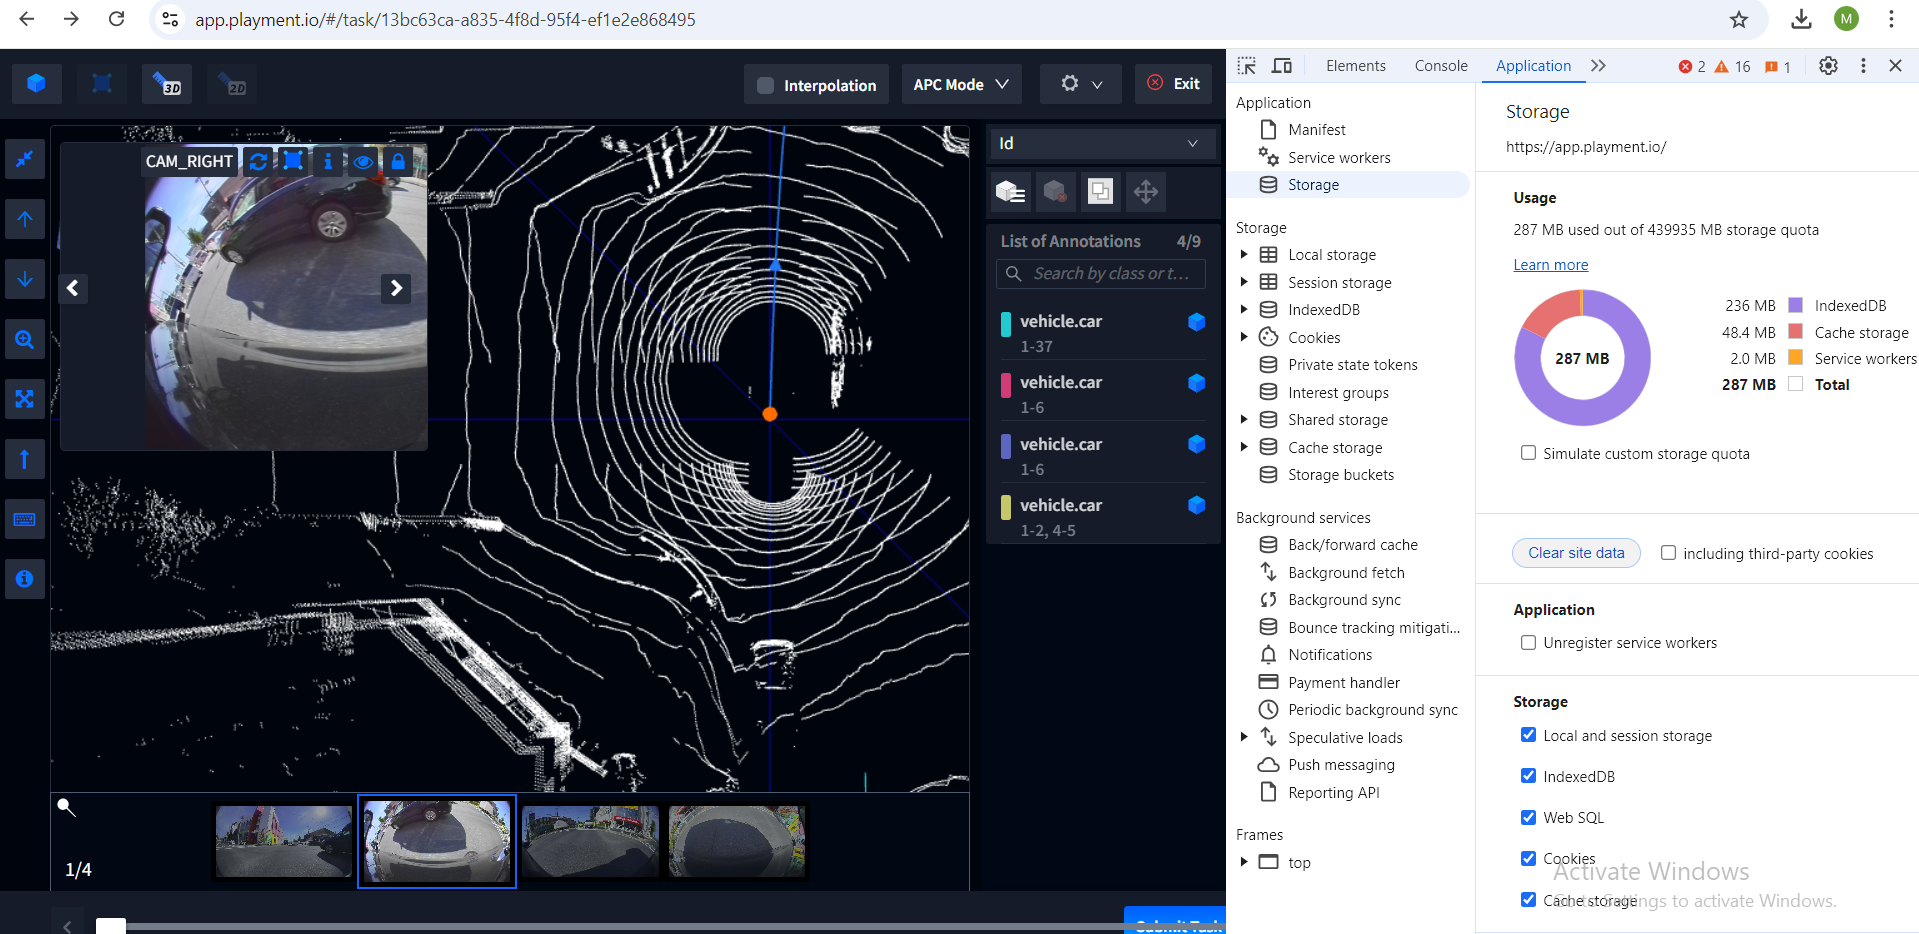 app.playment.io/#/task/13bc63ca-a835-4f8d-95f4-ef1e2e868495
M
3D
2D
Interpolation
APC Mode
Exit
CAM_RIGHT
Id
List of Annotations 4/9
Search by class or t...
vehicle.car
1-37
vehicle.car
1-6
vehicle.car
1-6
vehicle.car
1-2, 4-5
1/4
Submit Task
Elements Console Application
2 16 1
Application
Manifest
Service workers
Storage
Storage
Local storage
Session storage
IndexedDB
Cookies
Private state tokens
Interest groups
Shared storage
Cache storage
Storage buckets
Background services
Back/forward cache
Background fetch
Background sync
Bounce tracking mitigati...
Notifications
Payment handler
Periodic background sync
Speculative loads
Push messaging
Reporting API
Frames
top
Storage
https://app.playment.io/
Usage
287 MB used out of 439935 MB storage quota
Learn more
287 MB
236 MB IndexedDB
48.4 MB Cache storage
2.0 MB Service workers
287 MB Total
Simulate custom storage quota
Clear site data including third-party cookies
Application
Unregister service workers
Storage
Local and session storage
IndexedDB
Web SQL
Cookies
Cache storage
Activate Windows
Go to Settings to activate Windows.